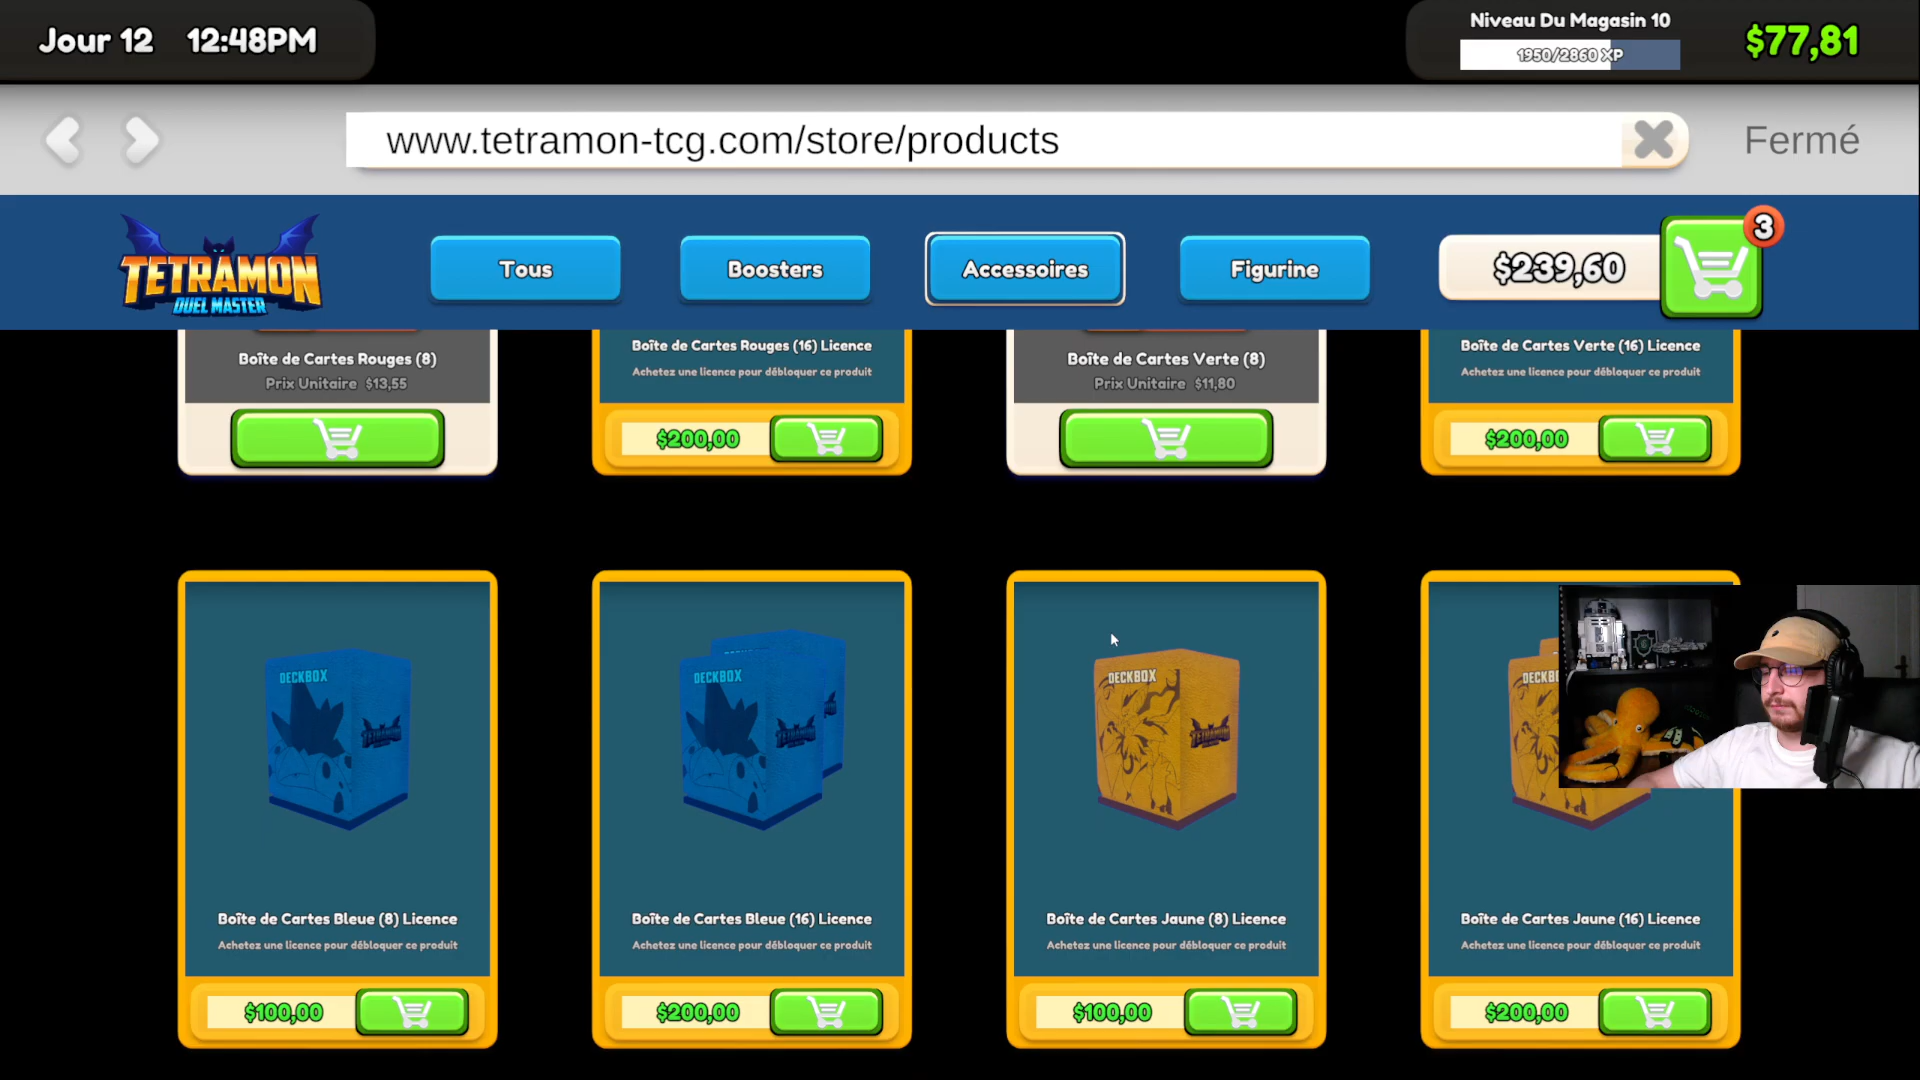 Jour 12 12:48PM
Niveau Du Magasin 10
1950/2860 XP
$77,81
www.tetramon-tcg.com/store/products
Fermé
TETRAMON
DUEL MASTER
Tous
Boosters
Accessoires
Figurine
$239,60
3
Boîte de Cartes Rouges (8)
Prix Unitaire $13,55
Boîte de Cartes Rouges (16) Licence
Achetez une licence pour débloquer ce produit
$200,00
Boîte de Cartes Verte (8)
Prix Unitaire $11,80
Boîte de Cartes Verte (16) Licence
Achetez une licence pour débloquer ce produit
$200,00
DECKBOX
TETRAMON
Boîte de Cartes Bleue (8) Licence
Achetez une licence pour débloquer ce produit
$100,00
DECKBOX
TETRAMON
Boîte de Cartes Bleue (16) Licence
Achetez une licence pour débloquer ce produit
$200,00
DECKBOX
TETRAMON
Boîte de Cartes Jaune (8) Licence
Achetez une licence pour débloquer ce produit
$100,00
DECKBO
Boîte de Cartes Jaune (16) Licence
Achetez une licence pour débloquer ce produit
$200,00